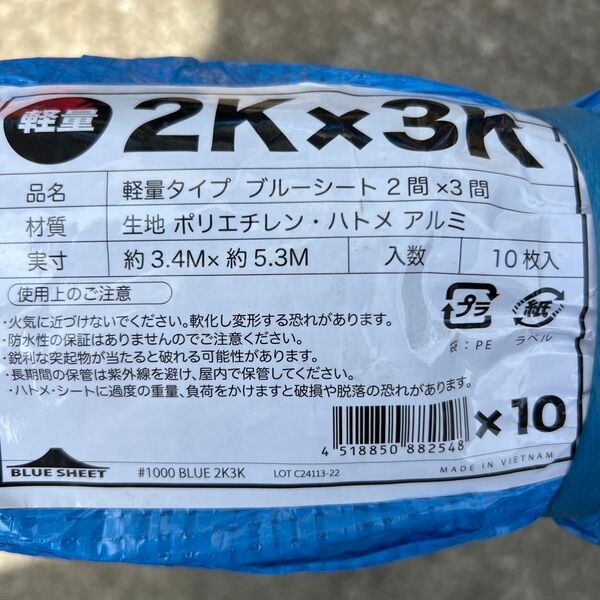 軽量 2K×3K
品名 軽量タイプ ブルーシート 2間×3間
材質 生地 ポリエチレン・ハトメ アルミ
実寸 約3.4M×約5.3M 入数 10枚入
使用上のご注意
・火気に近づけないでください。軟化し変形する恐れがあります。
・防水性の保証はありませんのでご注意ください。
・鋭利な突起物が当たると破れる可能性があります。
・長期間の保管は紫外線を避け、屋内で保管してください。
・ハトメ・シートに過度の重量、負荷をかけますと破損や脱落の恐れがあります。
プラ 紙
袋:PE ラベル
×10
4 518850 882548
BLUE SHEET #1000 BLUE 2K3K LOT C24113-22 MADE IN VIETNAM